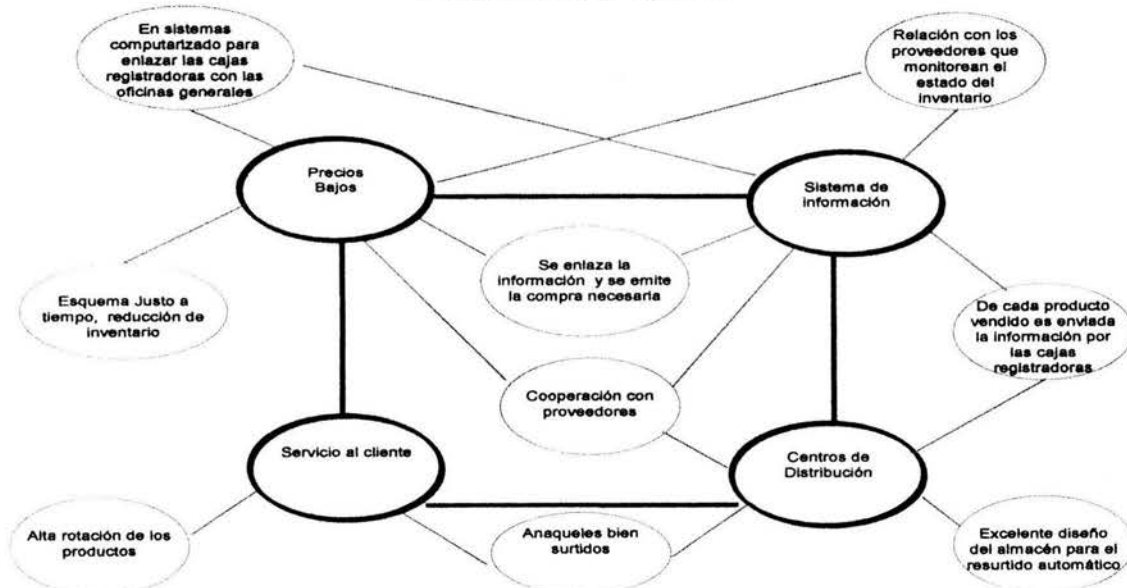 En sistemas
computarizado para
enlazar las cajas
registradoras con las
oficinas generales
Relación con los
proveedores que
monitorean el
estado del
inventario
Precios
Bajos
Sistema de
información
Se enlaza la
información y se emite
la compra necesaria
Esquema Justo a
tiempo, reducción de
inventario
De cada producto
vendido es enviada
la información por
las cajas
registradoras
Cooperación con
proveedores
Servicio al cliente
Centros de
Distribución
Alta rotación de los
productos
Anaqueles bien
surtidos
Excelente diseño
del almacén para el
resurtido automático